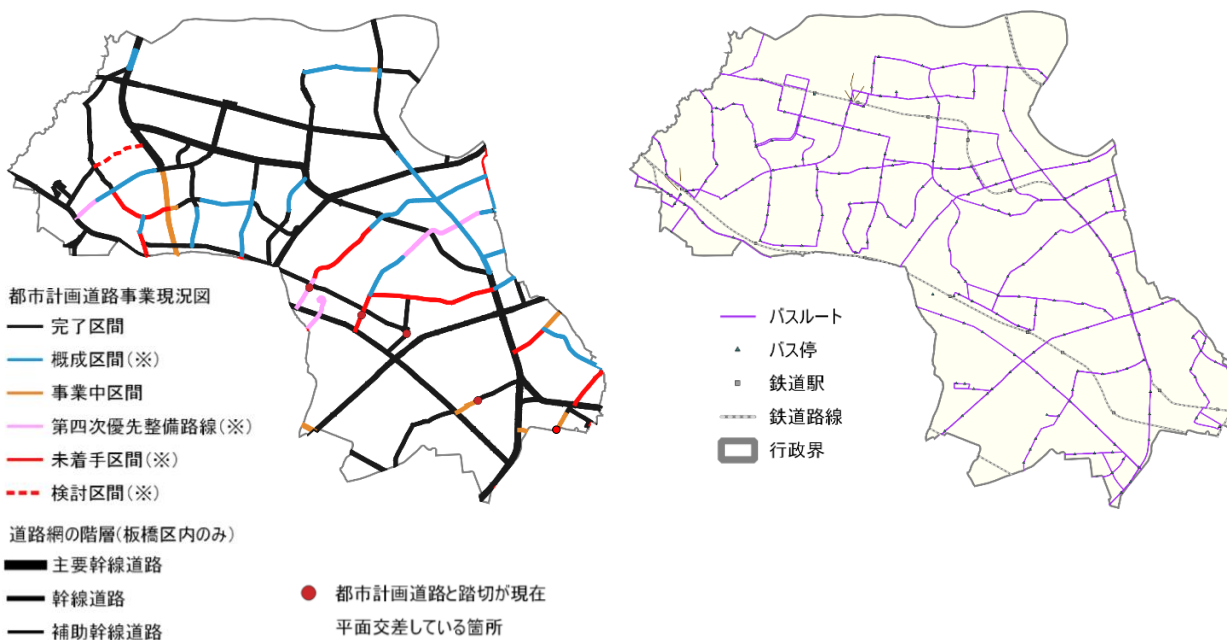 都市計画道路事業現況図
完了区間
概成区間(※)
事業中区間
第四次優先整備路線(※)
未着手区間(※)
検討区間(※)
道路網の階層(板橋区内のみ)
主要幹線道路
幹線道路
補助幹線道路
都市計画道路と踏切が現在
平面交差している箇所
バスルート
バス停
鉄道駅
鉄道路線
行政界